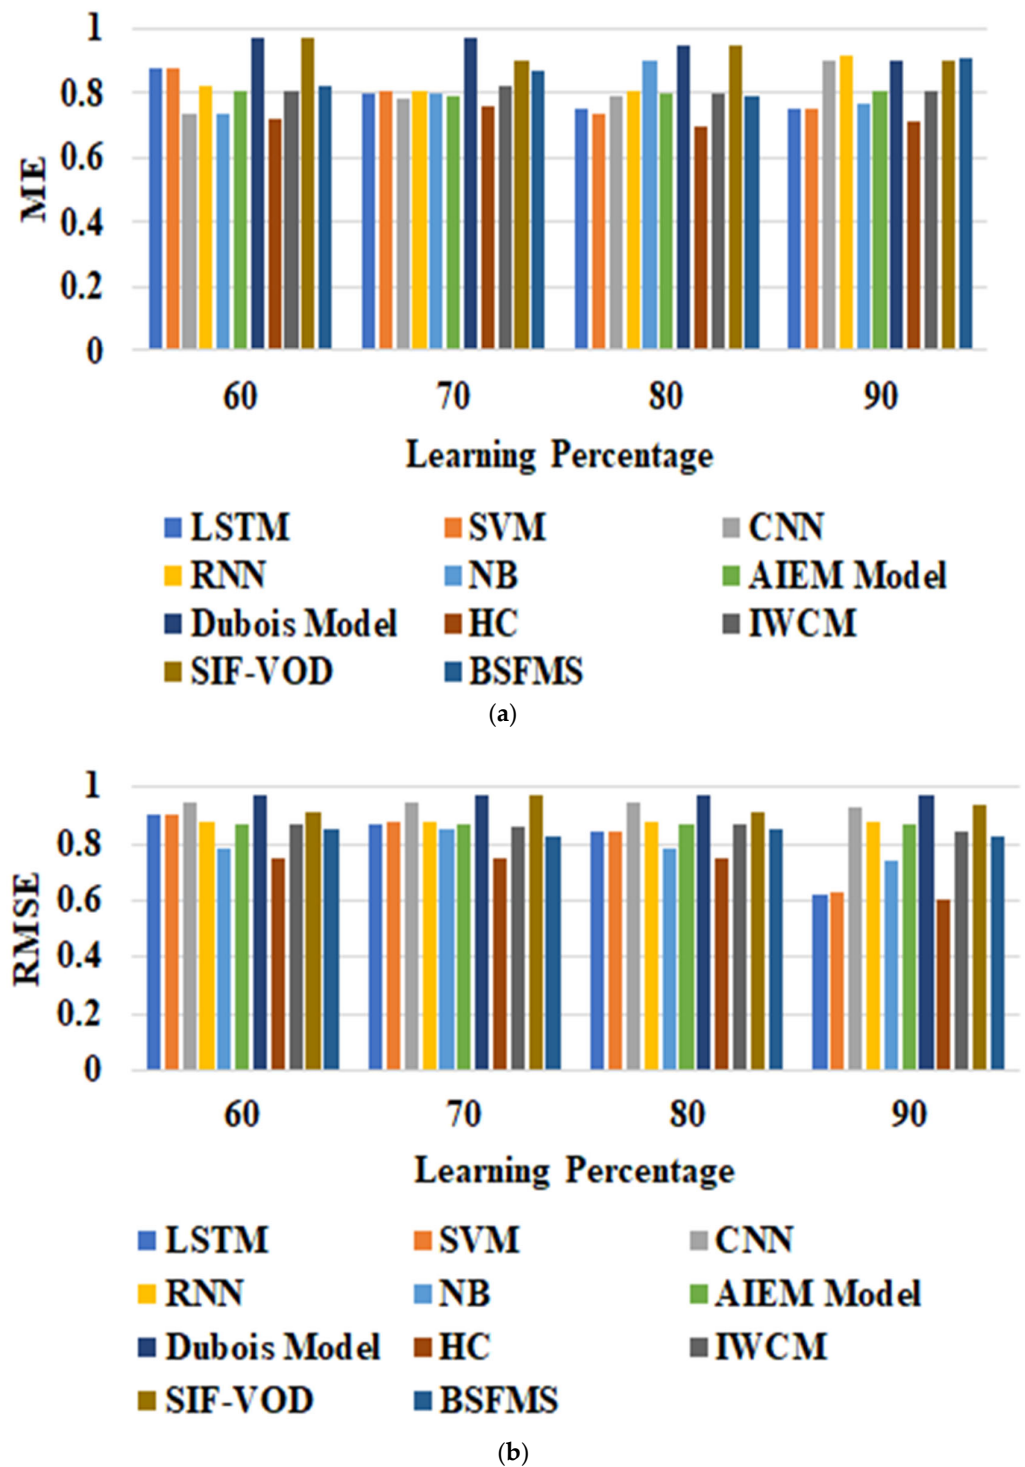 1
0.8
0.6
0.4
0.2
0
ME
60 70 80 90
Learning Percentage
LSTM SVM CNN
RNN NB AIEM Model
Dubois Model HC IWCM
SIF-VOD BSFMS
(a)
1
0.8
0.6
0.4
0.2
0
RMSE
60 70 80 90
Learning Percentage
LSTM SVM CNN
RNN NB AIEM Model
Dubois Model HC IWCM
SIF-VOD BSFMS
(b)